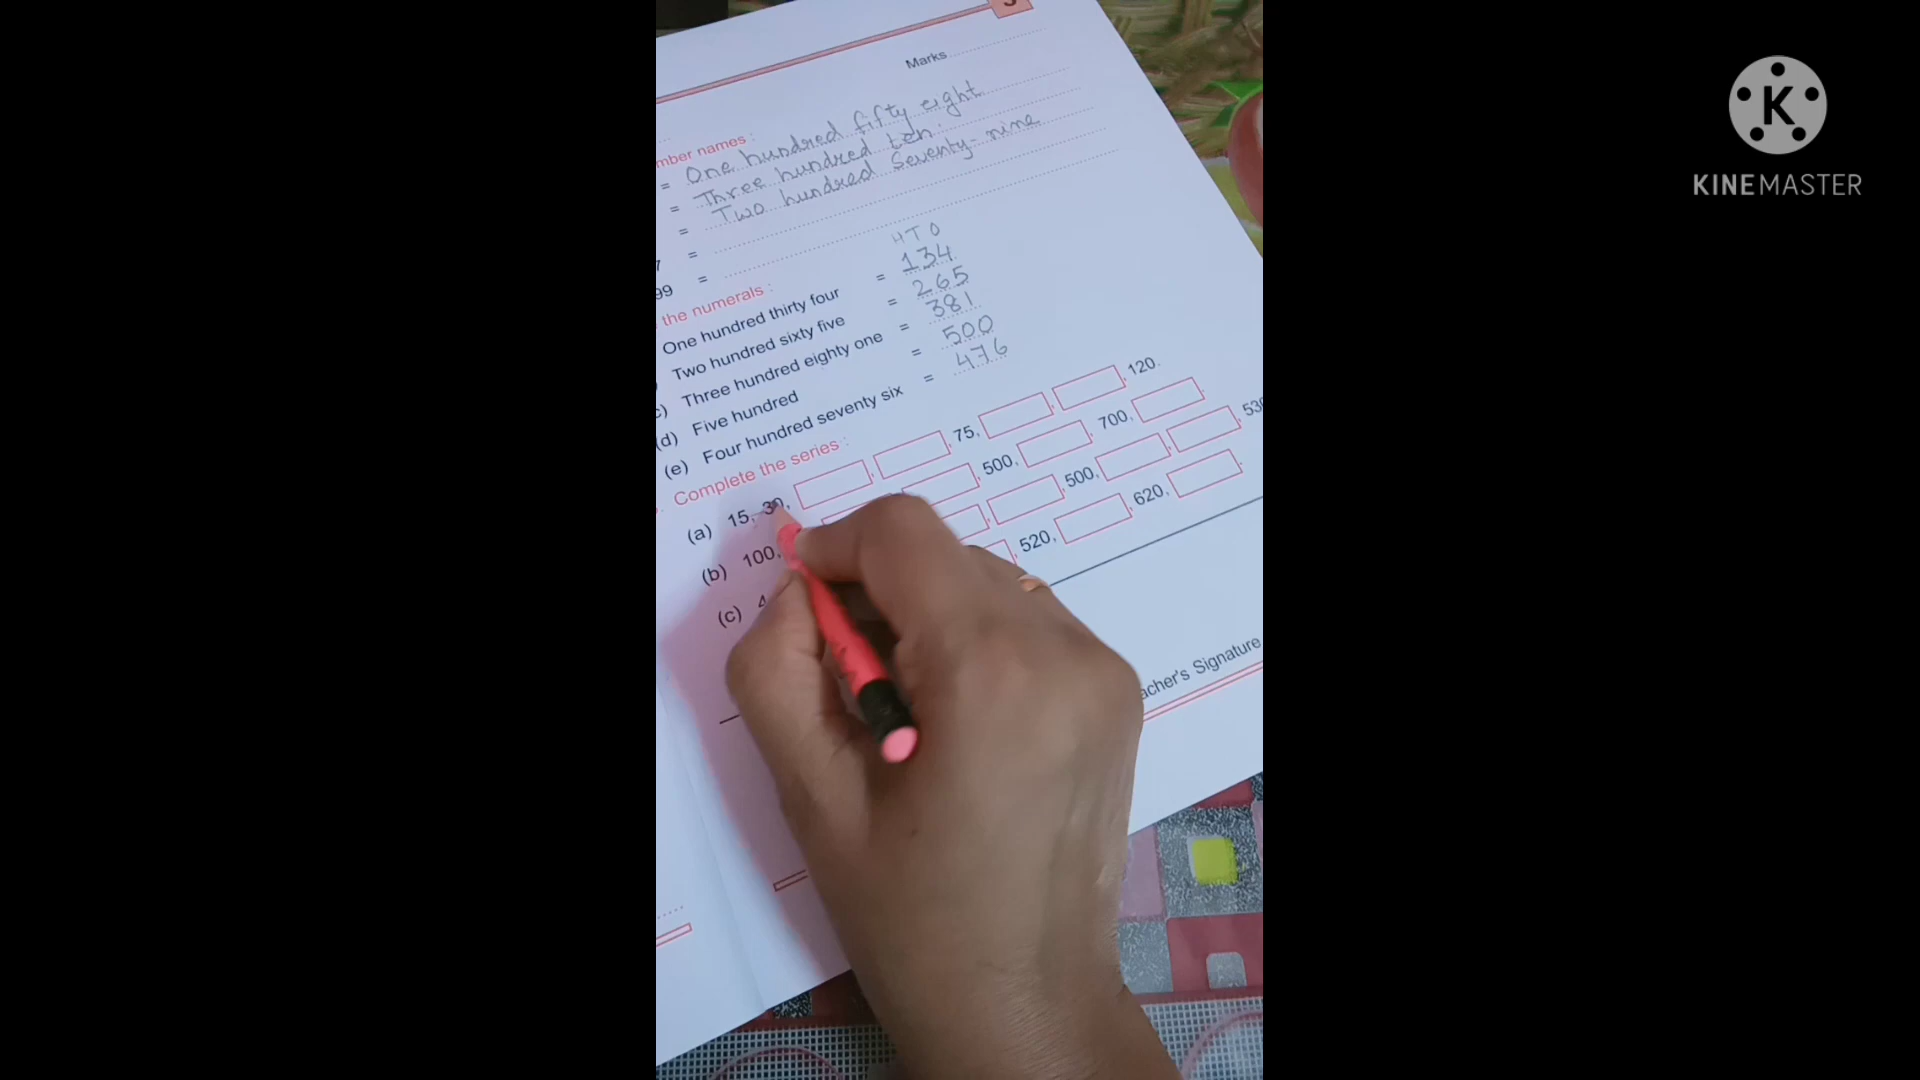 Marks
mber names :
= One hundred fifty eight
= Three hundred ten.
= Two hundred Seventy-nine
7 =
99 =
the numerals :
H T O
One hundred thirty four = 134
Two hundred sixty five = 265
c) Three hundred eighty one = 381
(d) Five hundred = 500
(e) Four hundred seventy six = 476
Complete the series :
(a) 15, 30, 75, 120.
(b) 100, 500, 700,
(c) 4 500, 530
520, 620,
acher's Signature
K
KINEMASTER